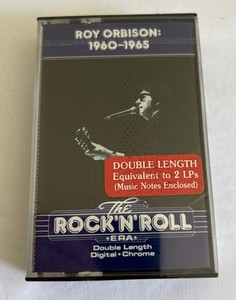 ROY ORBISON:
1960-1965
DOUBLE LENGTH
Equivalent to 2 LPs
(Music Notes Enclosed)
The
ROCK'N'ROLL
•ERA•
Double Length
Digital • Chrome